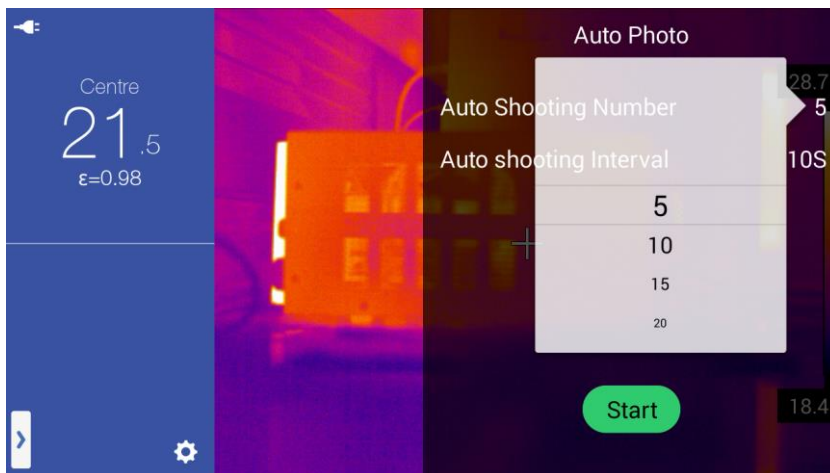 Centre
21.5
ε=0.98
Auto Photo
28.7
Auto Shooting Number 5
Auto shooting Interval 10S
5
10
15
20
Start
18.4